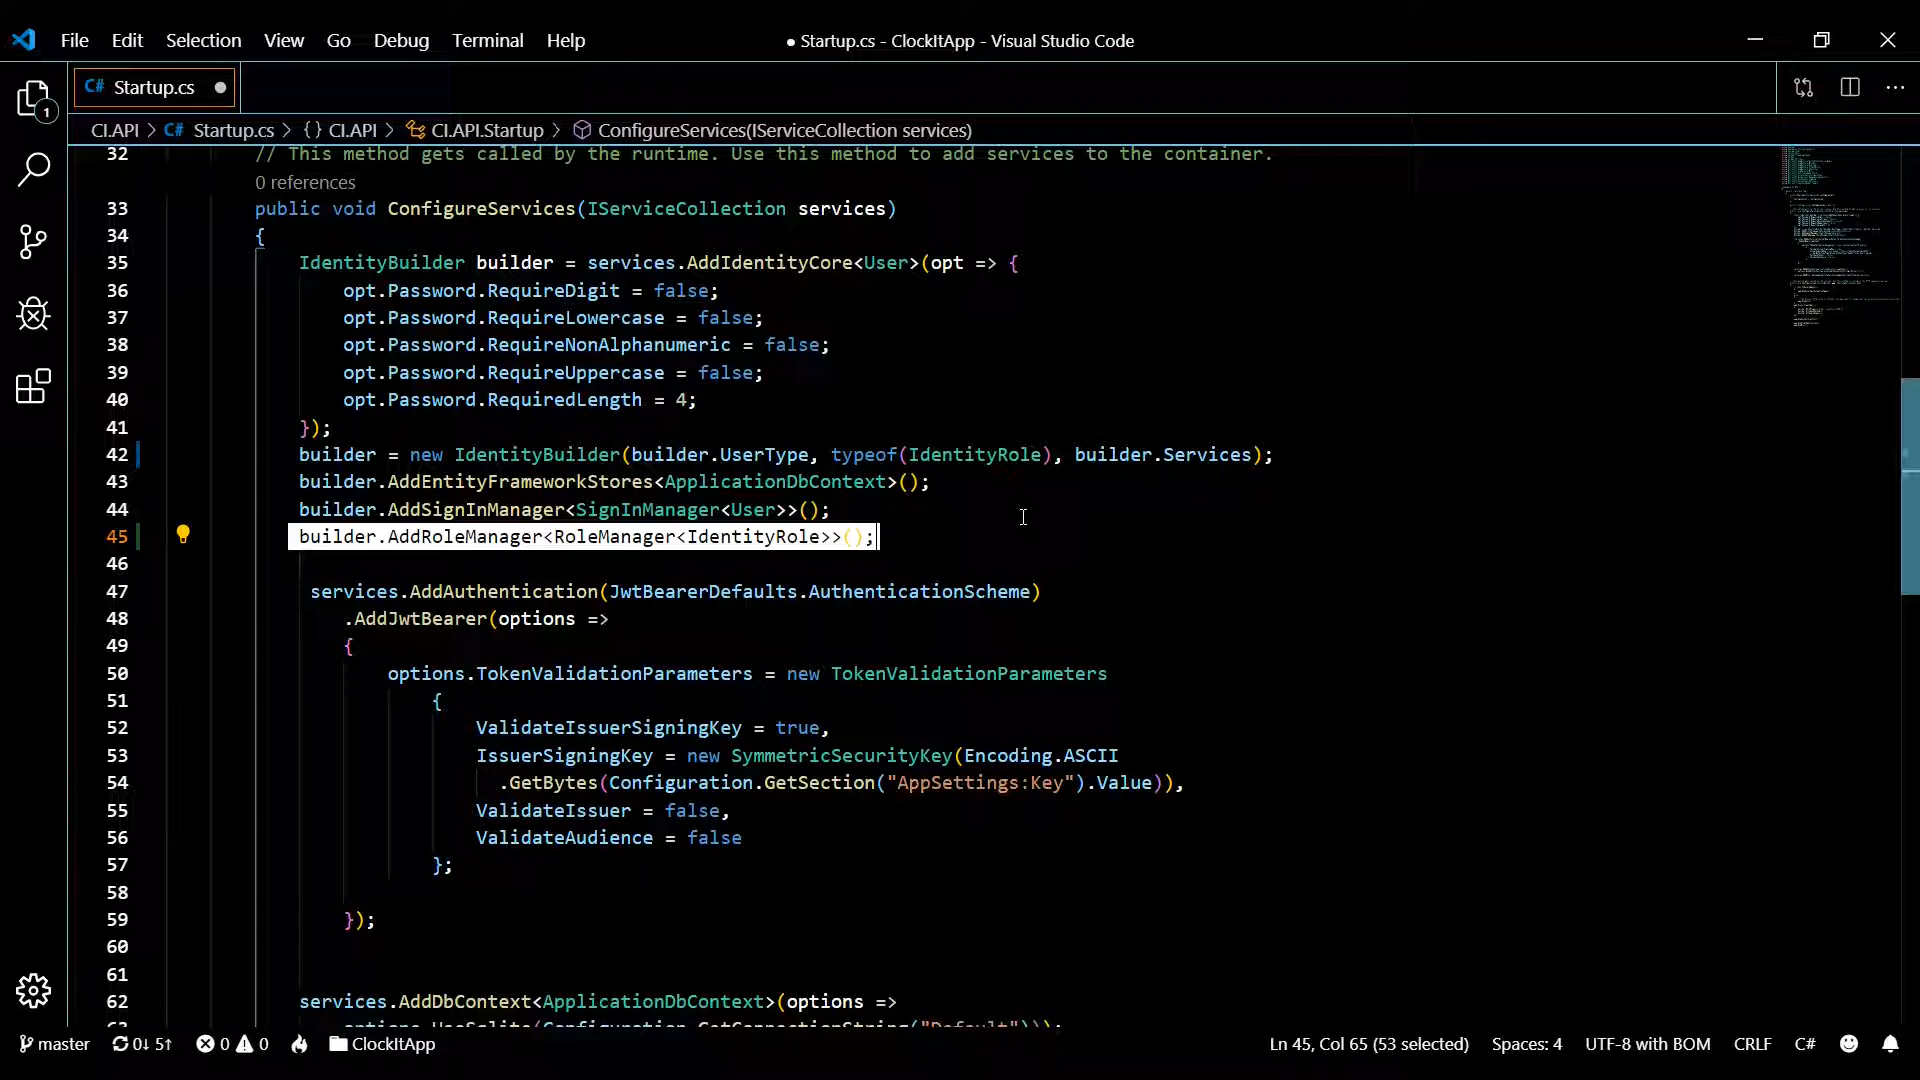 File Edit Selection View Go Debug Terminal Help
● Startup.cs - ClockItApp - Visual Studio Code
C# Startup.cs ●
1
CI.API > C# Startup.cs > {} CI.API > CI.API.Startup > ConfigureServices(IServiceCollection services)
32 // This method gets called by the runtime. Use this method to add services to the container.
0 references
33 public void ConfigureServices(IServiceCollection services)
34 {
35 IdentityBuilder builder = services.AddIdentityCore<User>(opt => {
36 opt.Password.RequireDigit = false;
37 opt.Password.RequireLowercase = false;
38 opt.Password.RequireNonAlphanumeric = false;
39 opt.Password.RequireUppercase = false;
40 opt.Password.RequiredLength = 4;
41 });
42 builder = new IdentityBuilder(builder.UserType, typeof(IdentityRole), builder.Services);
43 builder.AddEntityFrameworkStores<ApplicationDbContext>();
44 builder.AddSignInManager<SignInManager<User>>();
45 builder.AddRoleManager<RoleManager<IdentityRole>>();
46
47 services.AddAuthentication(JwtBearerDefaults.AuthenticationScheme)
48 .AddJwtBearer(options =>
49 {
50 options.TokenValidationParameters = new TokenValidationParameters
51 {
52 ValidateIssuerSigningKey = true,
53 IssuerSigningKey = new SymmetricSecurityKey(Encoding.ASCII
54 .GetBytes(Configuration.GetSection("AppSettings:Key").Value)),
55 ValidateIssuer = false,
56 ValidateAudience = false
57 };
58
59 });
60
61
62 services.AddDbContext<ApplicationDbContext>(options =>
63 options.UseSqlite(Configuration.GetConnectionString("Default")));
master 0↓ 5↑ 0 0 ClockItApp Ln 45, Col 65 (53 selected) Spaces: 4 UTF-8 with BOM CRLF C#